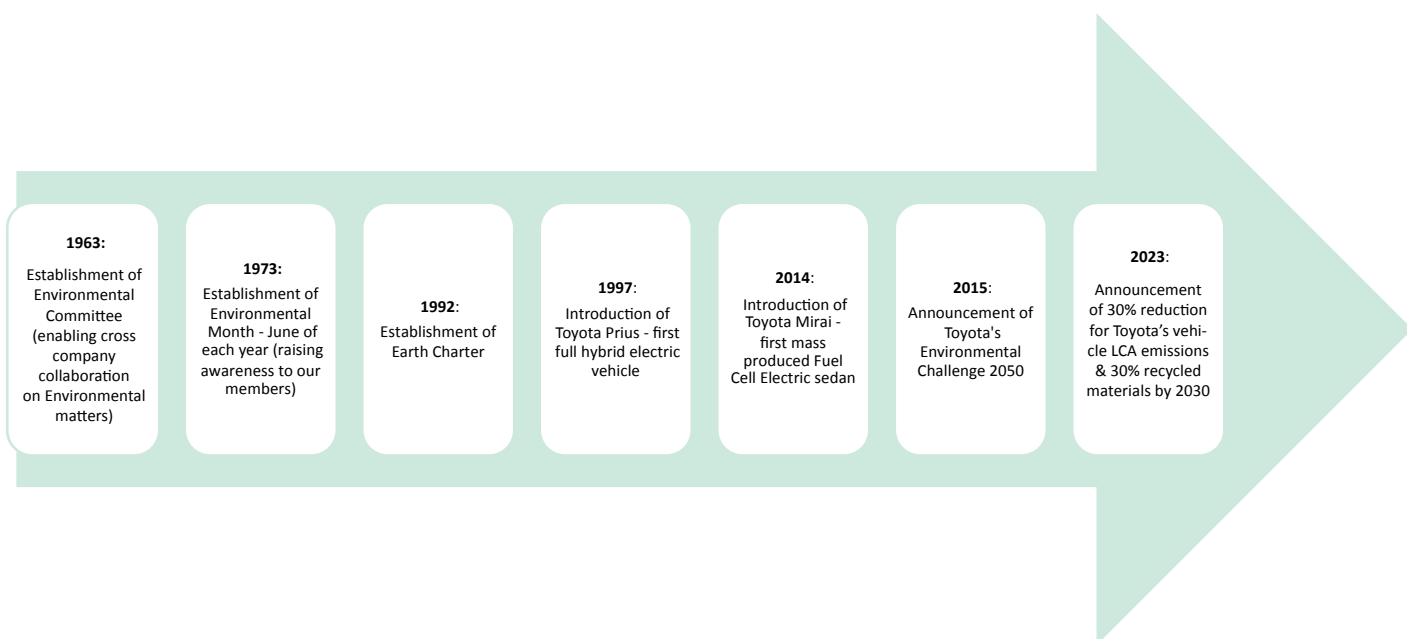 1963:
Establishment of
Environmental
Committee
(enabling cross
company
collaboration
on Environmental
matters)
1973:
Establishment of
Environmental
Month - June of
each year (raising
awareness to our
members)
1992:
Establishment of
Earth Charter
1997:
Introduction of
Toyota Prius - first
full hybrid electric
vehicle
2014:
Introduction of
Toyota Mirai -
first mass
produced Fuel
Cell Electric sedan
2015:
Announcement of
Toyota's
Environmental
Challenge 2050
2023:
Announcement
of 30% reduction
for Toyota’s vehi-
cle LCA emissions
& 30% recycled
materials by 2030